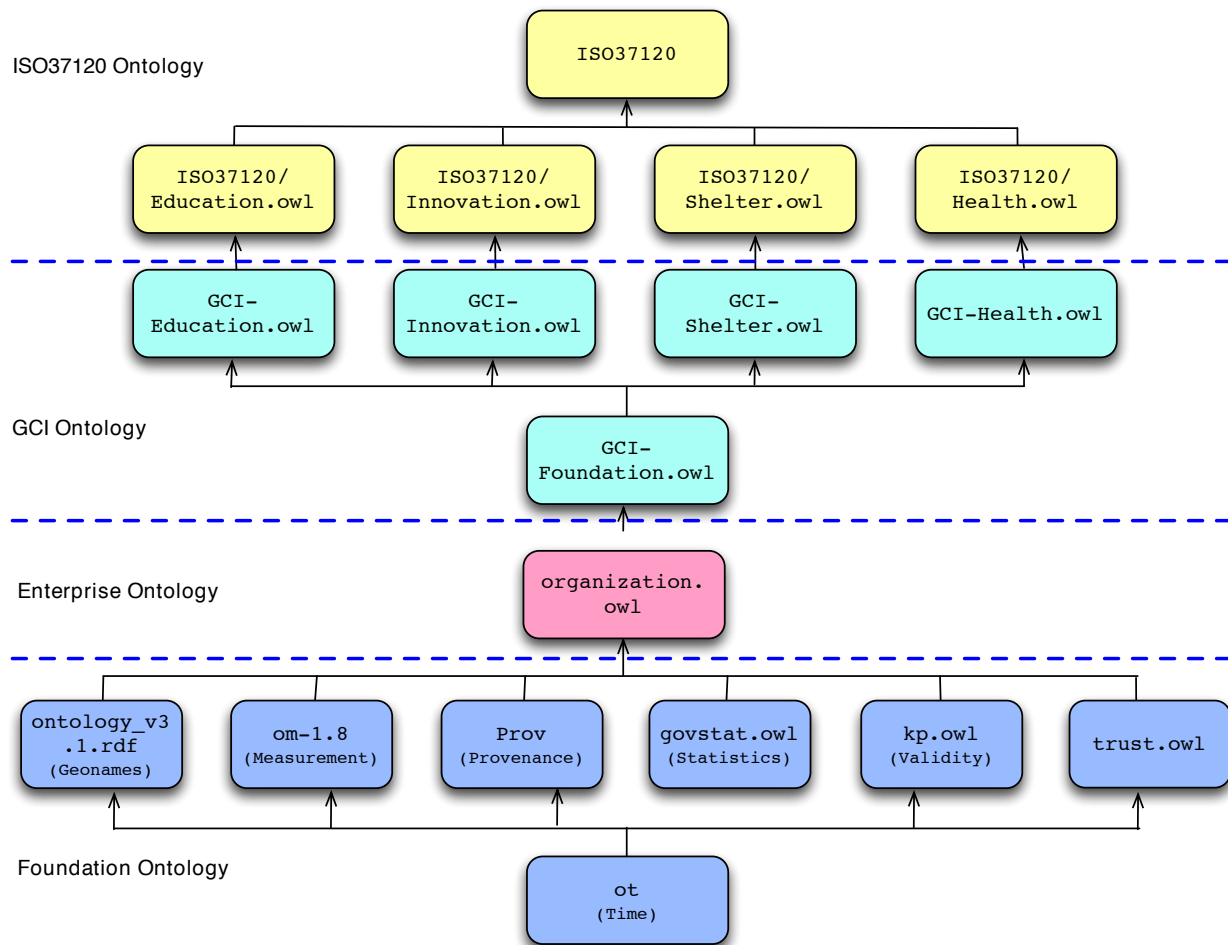 ISO37120
ISO37120 Ontology
ISO37120/
Education.owl
ISO37120/
Innovation.owl
ISO37120/
Shelter.owl
ISO37120/
Health.owl
GCI-
Education.owl
GCI-
Innovation.owl
GCI-
Shelter.owl
GCI-Health.owl
GCI Ontology
GCI-
Foundation.owl
Enterprise Ontology
organization.
owl
ontology_v3
.1.rdf
(Geonames)
om-1.8
(Measurement)
Prov
(Provenance)
govstat.owl
(Statistics)
kp.owl
(Validity)
trust.owl
Foundation Ontology
ot
(Time)